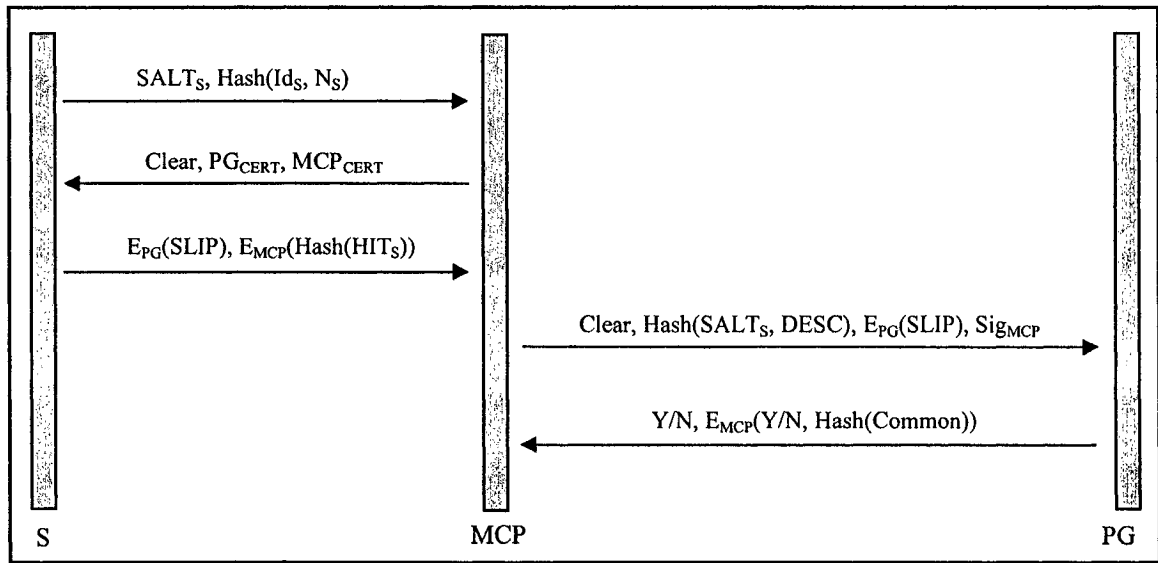 SALTS, Hash(IdS, NS)
Clear, PGCERT, MCPCERT
EPG(SLIP), EMCP(Hash(HITS))
Clear, Hash(SALTS, DESC), EPG(SLIP), SigMCP
Y/N, EMCP(Y/N, Hash(Common))
S MCP PG